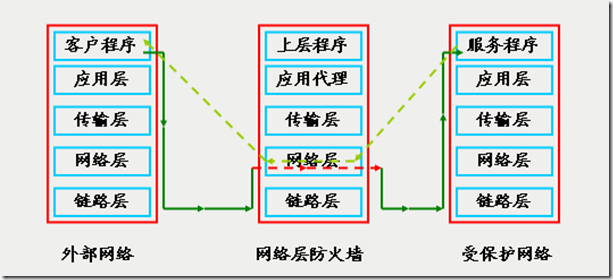 客户程序
应用层
传输层
网络层
链路层
外部网络
上层程序
应用代理
传输层
网络层
链路层
网络层防火墙
服务程序
应用层
传输层
网络层
链路层
受保护网络